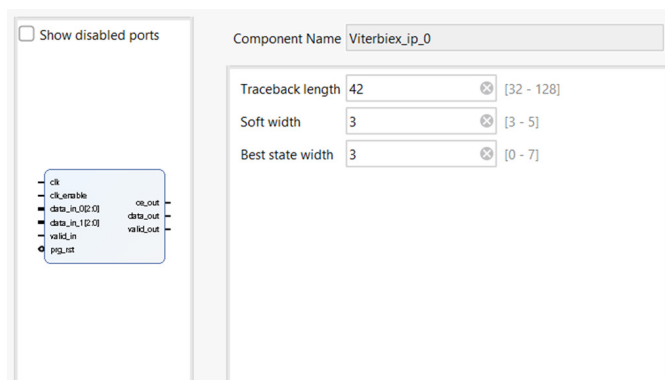 Show disabled ports
Component Name Viterbiex_ip_0
Traceback length 42 [32 - 128]
Soft width 3 [3 - 5]
Best state width 3 [0 - 7]
clk
clk_enable
data_in_0[2:0]
data_in_1[2:0]
valid_in
prg_rst
ce_out
data_out
valid_out